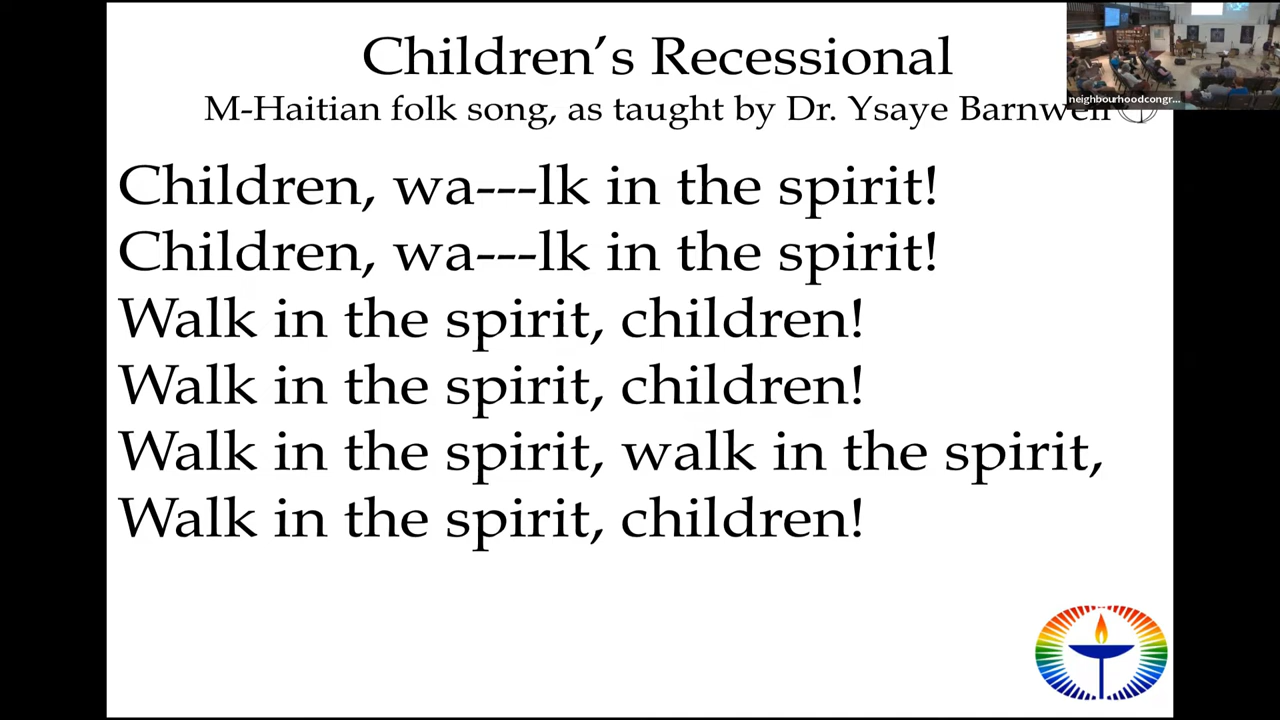 Children’s Recessional
M-Haitian folk song, as taught by Dr. Ysaye Barnwell
neighbourhoodcongr...
Children, wa---lk in the spirit!
Children, wa---lk in the spirit!
Walk in the spirit, children!
Walk in the spirit, children!
Walk in the spirit, walk in the spirit,
Walk in the spirit, children!